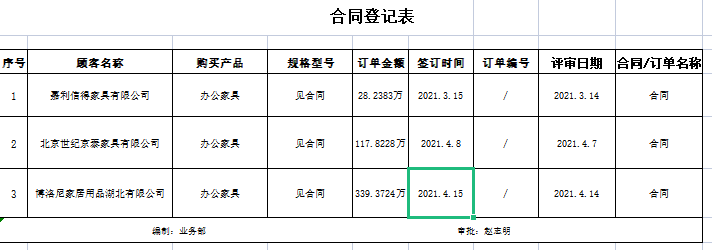 合同登记表
序号 顾客名称 购买产品 规格型号 订单金额 签订时间 订单编号 评审日期 合同/订单名称
1 嘉利信得家具有限公司 办公家具 见合同 28.2383万 2021.3.15 / 2021.3.14 合同
2 北京世纪京泰家具有限公司 办公家具 见合同 117.8228万 2021.4.8 / 2021.4.7 合同
3 博洛尼家居用品湖北有限公司 办公家具 见合同 339.3724万 2021.4.15 / 2021.4.14 合同
编制：业务部 审批：赵志明